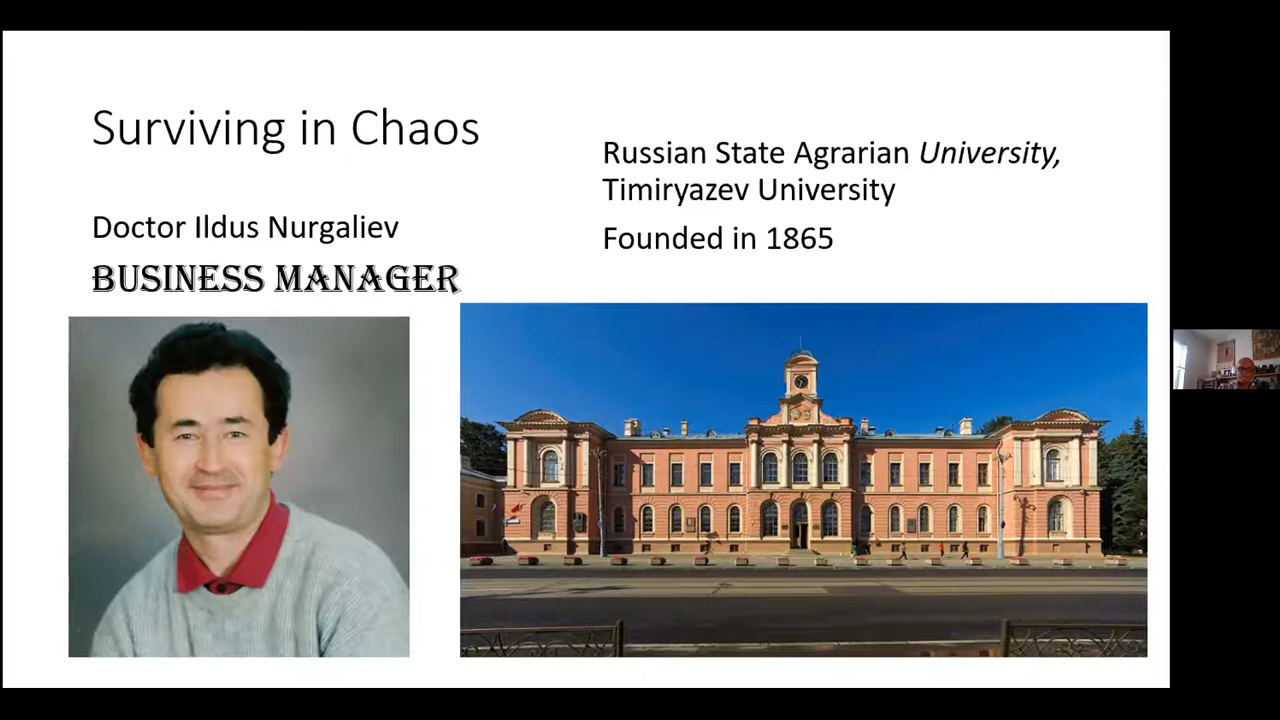 Surviving in Chaos
Doctor Ildus Nurgaliev
BUSINESS MANAGER
Russian State Agrarian University,
Timiryazev University
Founded in 1865